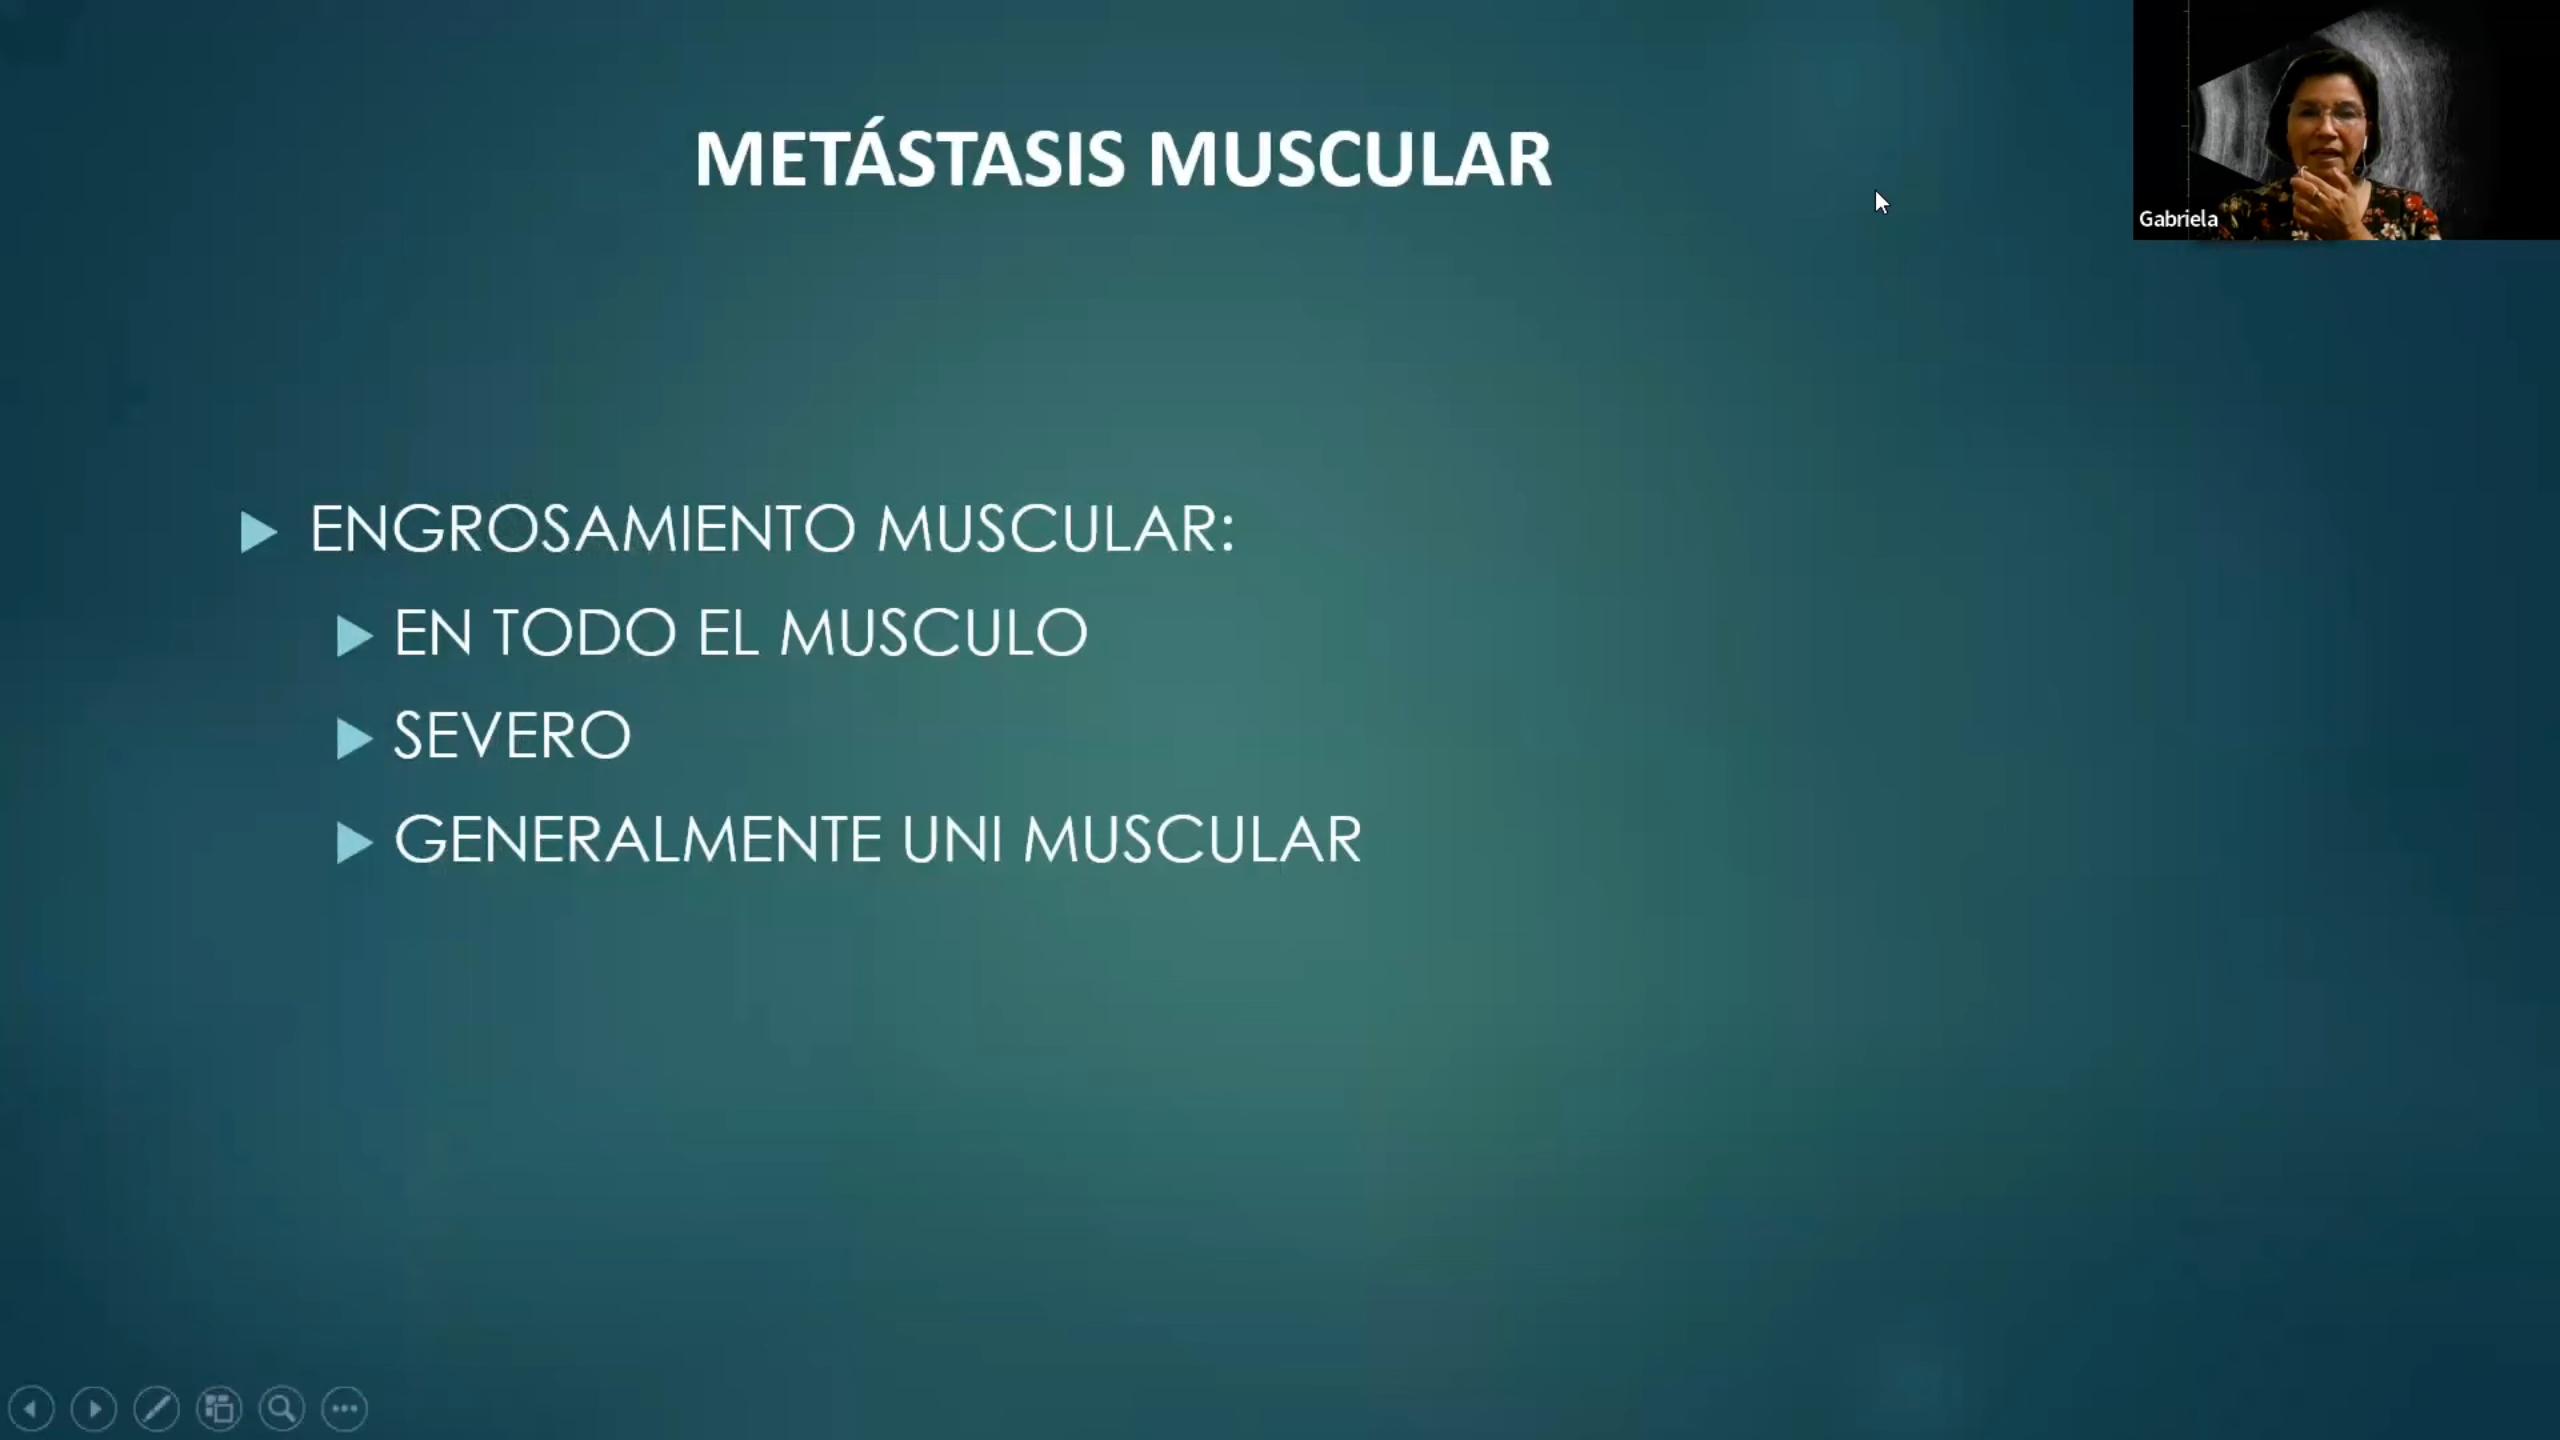 METÁSTASIS MUSCULAR
Gabriela
ENGROSAMIENTO MUSCULAR:
EN TODO EL MUSCULO
SEVERO
GENERALMENTE UNI MUSCULAR